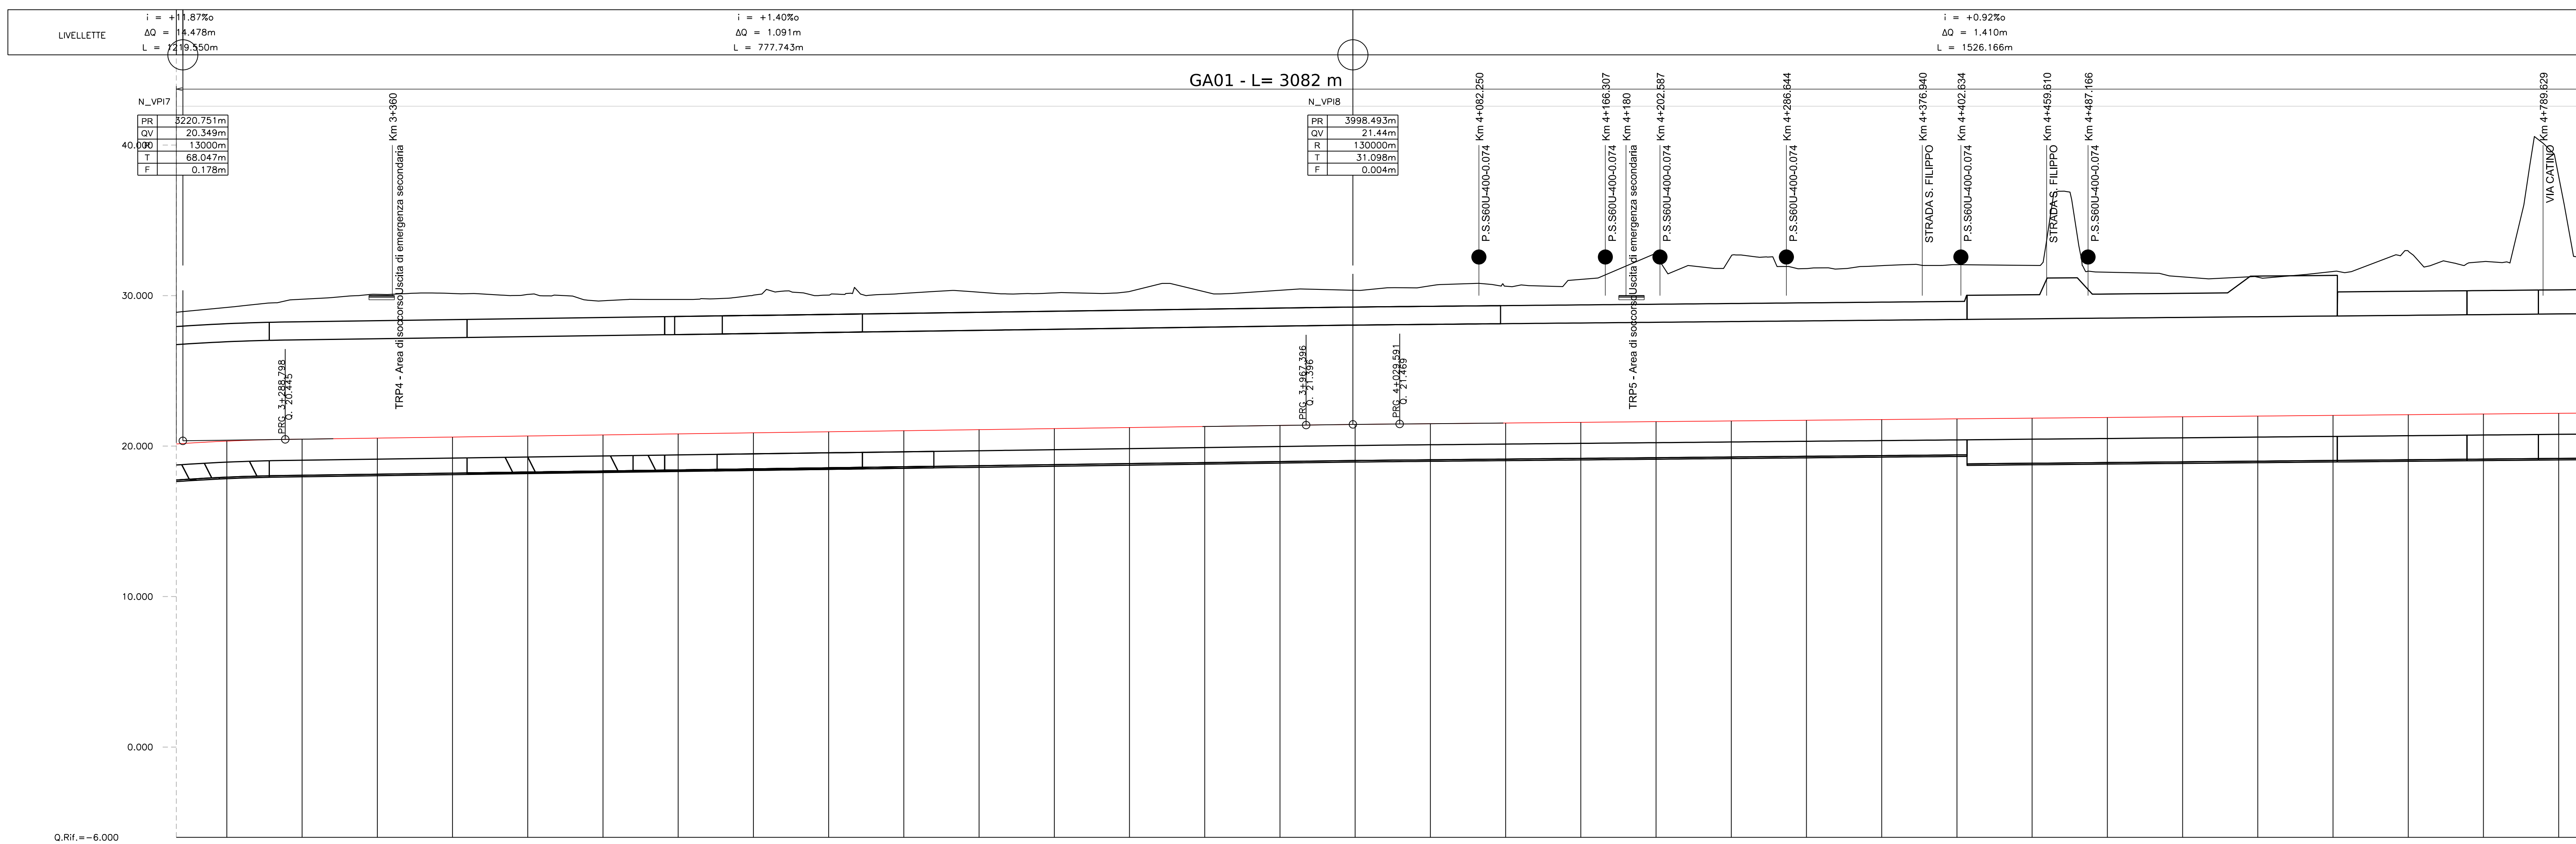 LIVELLETTE
i = +11.87%o
ΔQ = 14.478m
L = 1219.550m
i = +1.40%o
ΔQ = 1.091m
L = 777.743m
i = +0.92%o
ΔQ = 1.410m
L = 1526.166m
GA01 - L= 3082 m
N_VPI7
PR 3220.751m
QV 20.349m
R 13000m
T 68.047m
F 0.178m
N_VPI8
PR 3998.493m
QV 21.44m
R 130000m
T 31.098m
F 0.004m
Km 3+360
TRP4 - Area di soccorsoUscita di emergenza secondaria
Km 4+082.250
P.S.S60U-400-0.074
Km 4+166.307
P.S.S60U-400-0.074
Km 4+180
TRP5 - Area di soccorsoUscita di emergenza secondaria
Km 4+202.587
P.S.S60U-400-0.074
Km 4+286.644
P.S.S60U-400-0.074
Km 4+376.940
STRADA S. FILIPPO
Km 4+402.634
P.S.S60U-400-0.074
Km 4+459.610
STRADA S. FILIPPO
Km 4+487.166
P.S.S60U-400-0.074
Km 4+789.629
VIA CATINO
40.000
30.000
20.000
10.000
0.000
Q.Rif.=-6.000
PRG 3+288.798
Q. 20.445
PRG 3+967.396
Q. 21.396
PRG 4+029.591
Q. 21.469